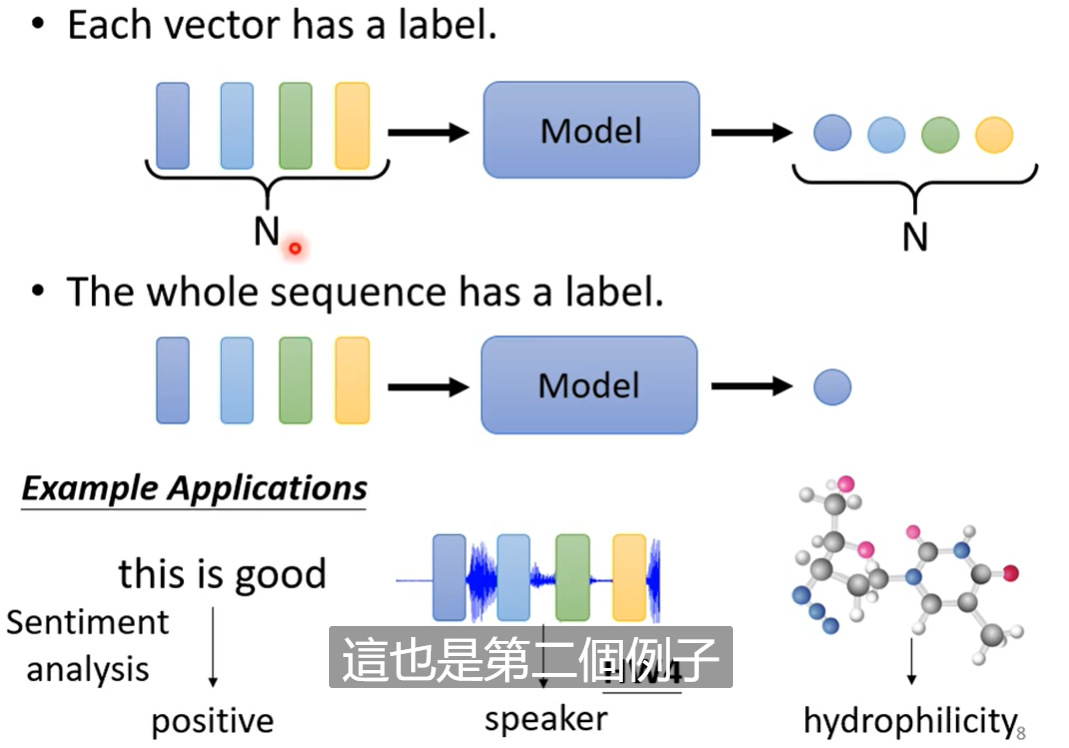 • Each vector has a label.
Model
N
N
• The whole sequence has a label.
Model
Example Applications
this is good
Sentiment
analysis
positive
這也是第二個例子
speaker
hydrophilicity
8